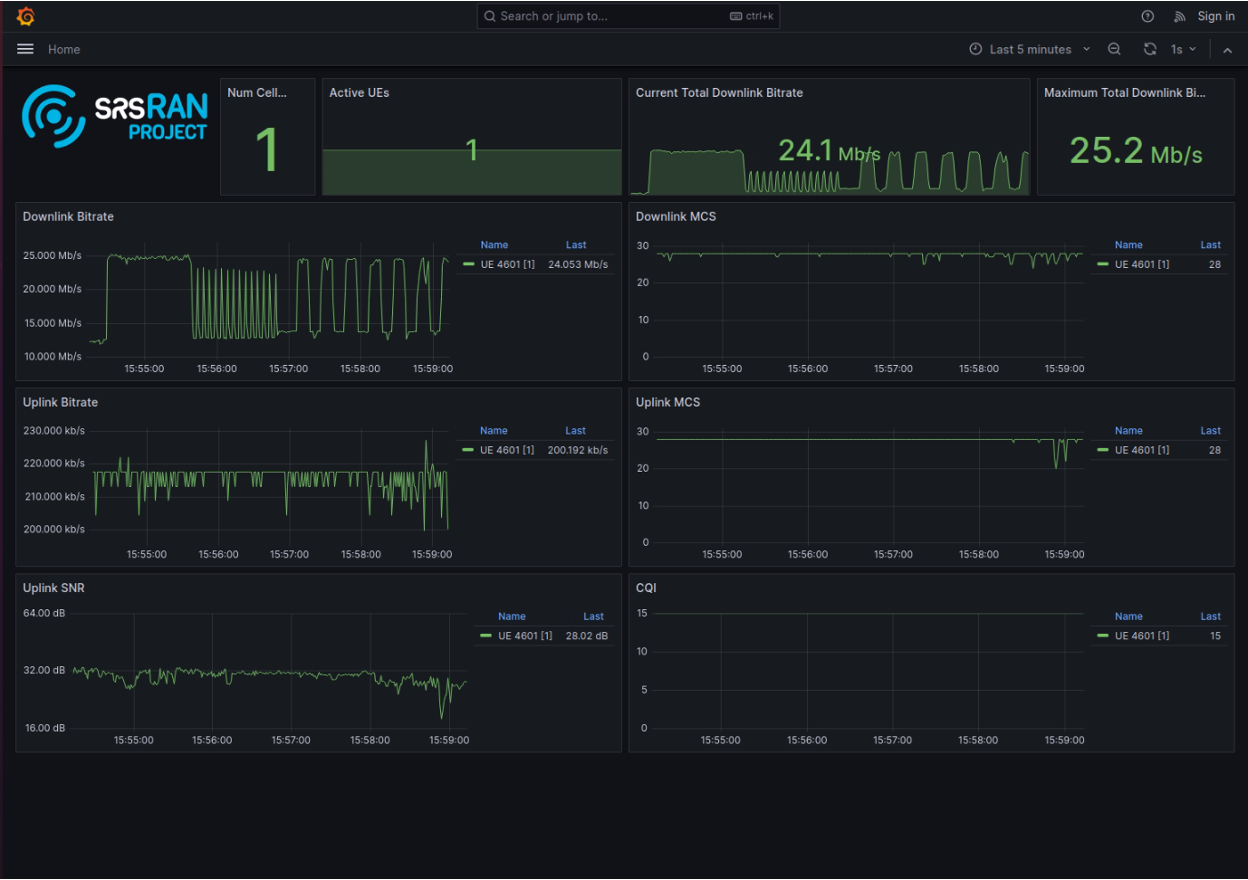 Search or jump to... ctrl+k Sign in
Home Last 5 minutes 1s
srsRAN
PROJECT
Num Cell...
1
Active UEs
1
Current Total Downlink Bitrate
24.1 Mb/s
Maximum Total Downlink Bi...
25.2 Mb/s
Downlink Bitrate
25.000 Mb/s
20.000 Mb/s
15.000 Mb/s
10.000 Mb/s
15:55:00 15:56:00 15:57:00 15:58:00 15:59:00
Name Last
UE 4601 [1] 24.053 Mb/s
Downlink MCS
30
20
10
0
15:55:00 15:56:00 15:57:00 15:58:00 15:59:00
Name Last
UE 4601 [1] 28
Uplink Bitrate
230.000 kb/s
220.000 kb/s
210.000 kb/s
200.000 kb/s
15:55:00 15:56:00 15:57:00 15:58:00 15:59:00
Name Last
UE 4601 [1] 200.192 kb/s
Uplink MCS
30
20
10
0
15:55:00 15:56:00 15:57:00 15:58:00 15:59:00
Name Last
UE 4601 [1] 28
Uplink SNR
64.00 dB
32.00 dB
16.00 dB
15:55:00 15:56:00 15:57:00 15:58:00 15:59:00
Name Last
UE 4601 [1] 28.02 dB
CQI
15
10
5
0
15:55:00 15:56:00 15:57:00 15:58:00 15:59:00
Name Last
UE 4601 [1] 15